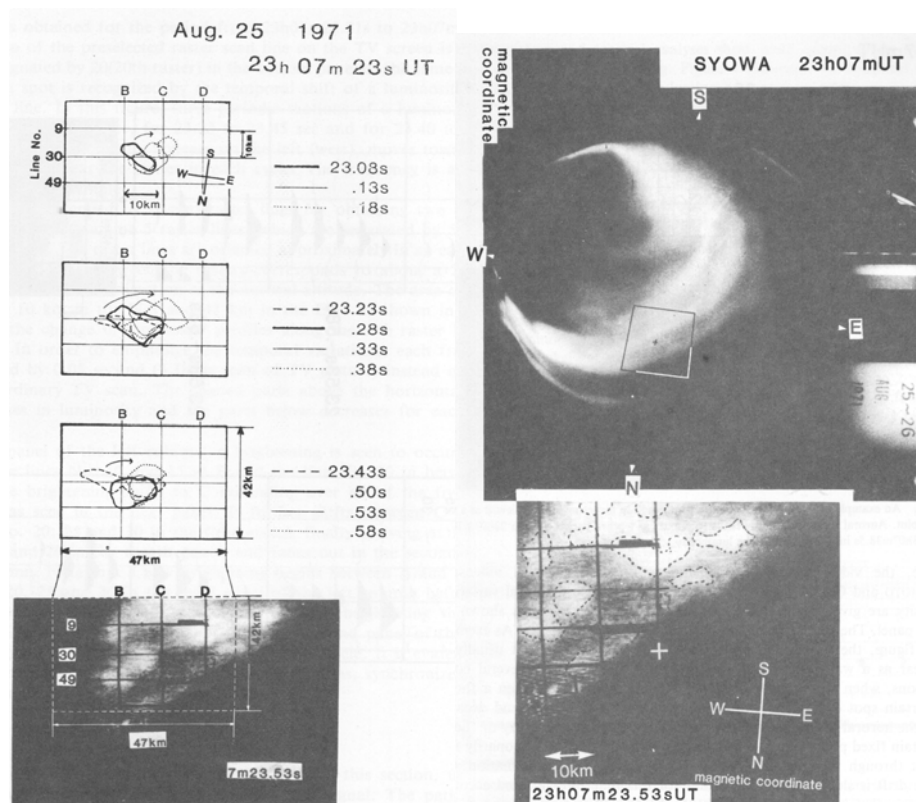 Aug. 25 1971
23h 07m 23s UT
B C D
Line No.
9
30
49
10km
10km
S
W
E
N
23.08s
.13s
.18s
B C D
23.23s
.28s
.33s
.38s
B C D
42km
23.43s
.50s
.53s
.58s
47km
B C D
9
30
49
42km
47km
7m23.53s
magnetic
coordinate
SYOWA 23h07mUT
S
W
E
N
1971
AUG.
25~26
S
W
E
N
10km
magnetic coordinate
23h07m23.53sUT